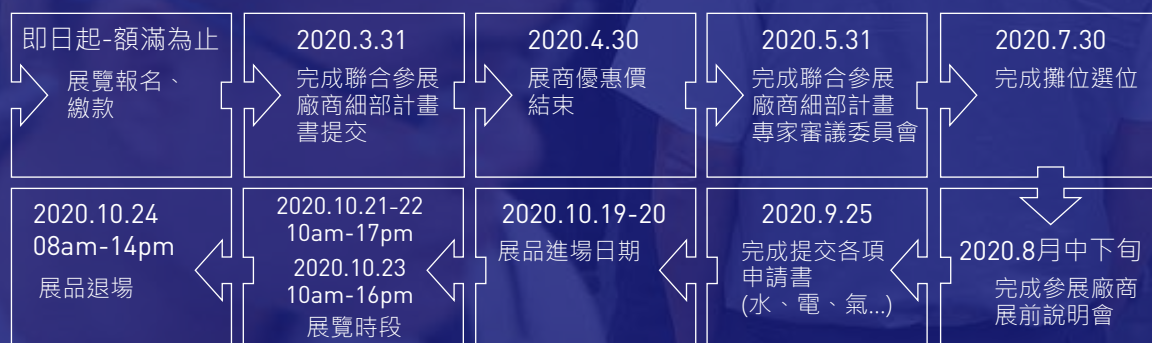 即日起-額滿為止
展覽報名、
繳款
2020.3.31
完成聯合參展
廠商細部計畫
書提交
2020.4.30
展商優惠價
結束
2020.5.31
完成聯合參展
廠商細部計畫
專家審議委員會
2020.7.30
完成攤位選位
2020.8月中下旬
完成參展廠商
展前說明會
2020.9.25
完成提交各項
申請書
(水、電、氣...)
2020.10.19-20
展品進場日期
2020.10.21-22
10am-17pm
2020.10.23
10am-16pm
展覽時段
2020.10.24
08am-14pm
展品退場